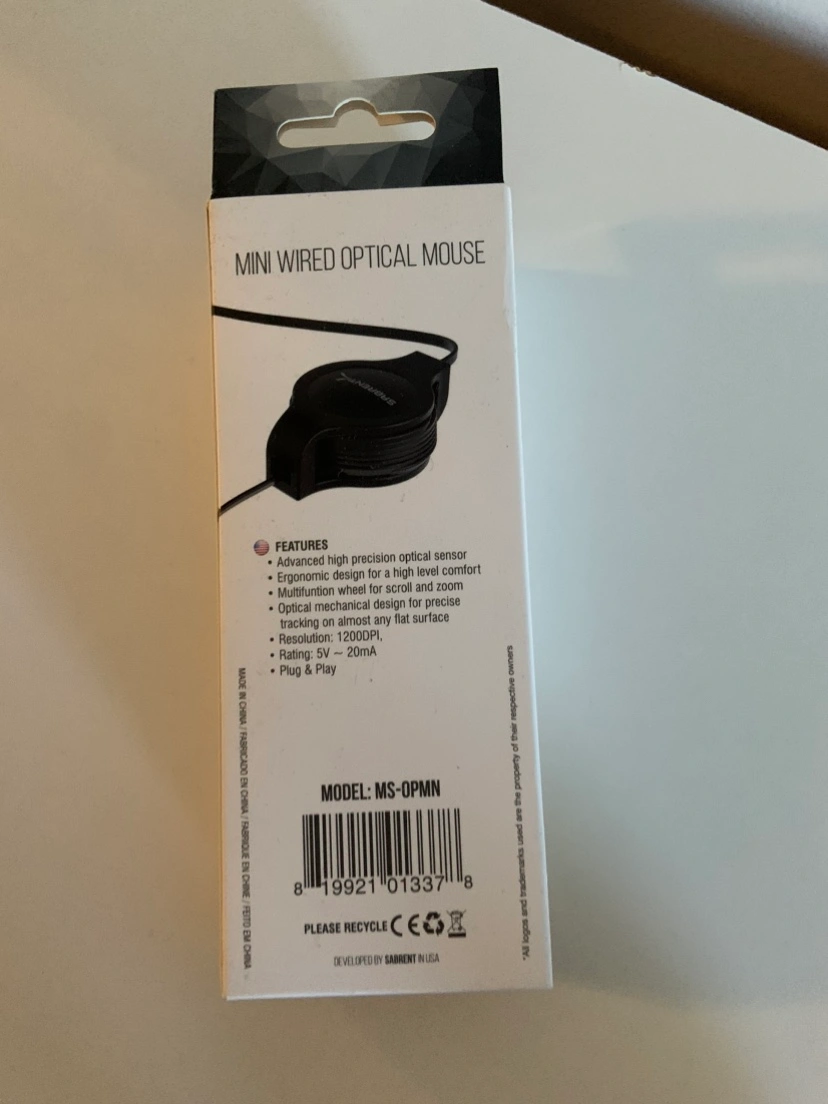 MINI WIRED OPTICAL MOUSE
SABRENT
FEATURES
• Advanced high precision optical sensor
• Ergonomic design for a high level comfort
• Multifuntion wheel for scroll and zoom
• Optical mechanical design for precise
tracking on almost any flat surface
• Resolution: 1200DPI,
• Rating: 5V ~ 20mA
• Plug & Play
MADE IN CHINA / FABRICADO EN CHINA / FABRIQUE EN CHINE / FEITO EM CHINA
*All logos and trademarks used are the property of their respective owners
MODEL: MS-OPMN
8 19921 01337 8
PLEASE RECYCLE CE
DEVELOPED BY SABRENT IN USA